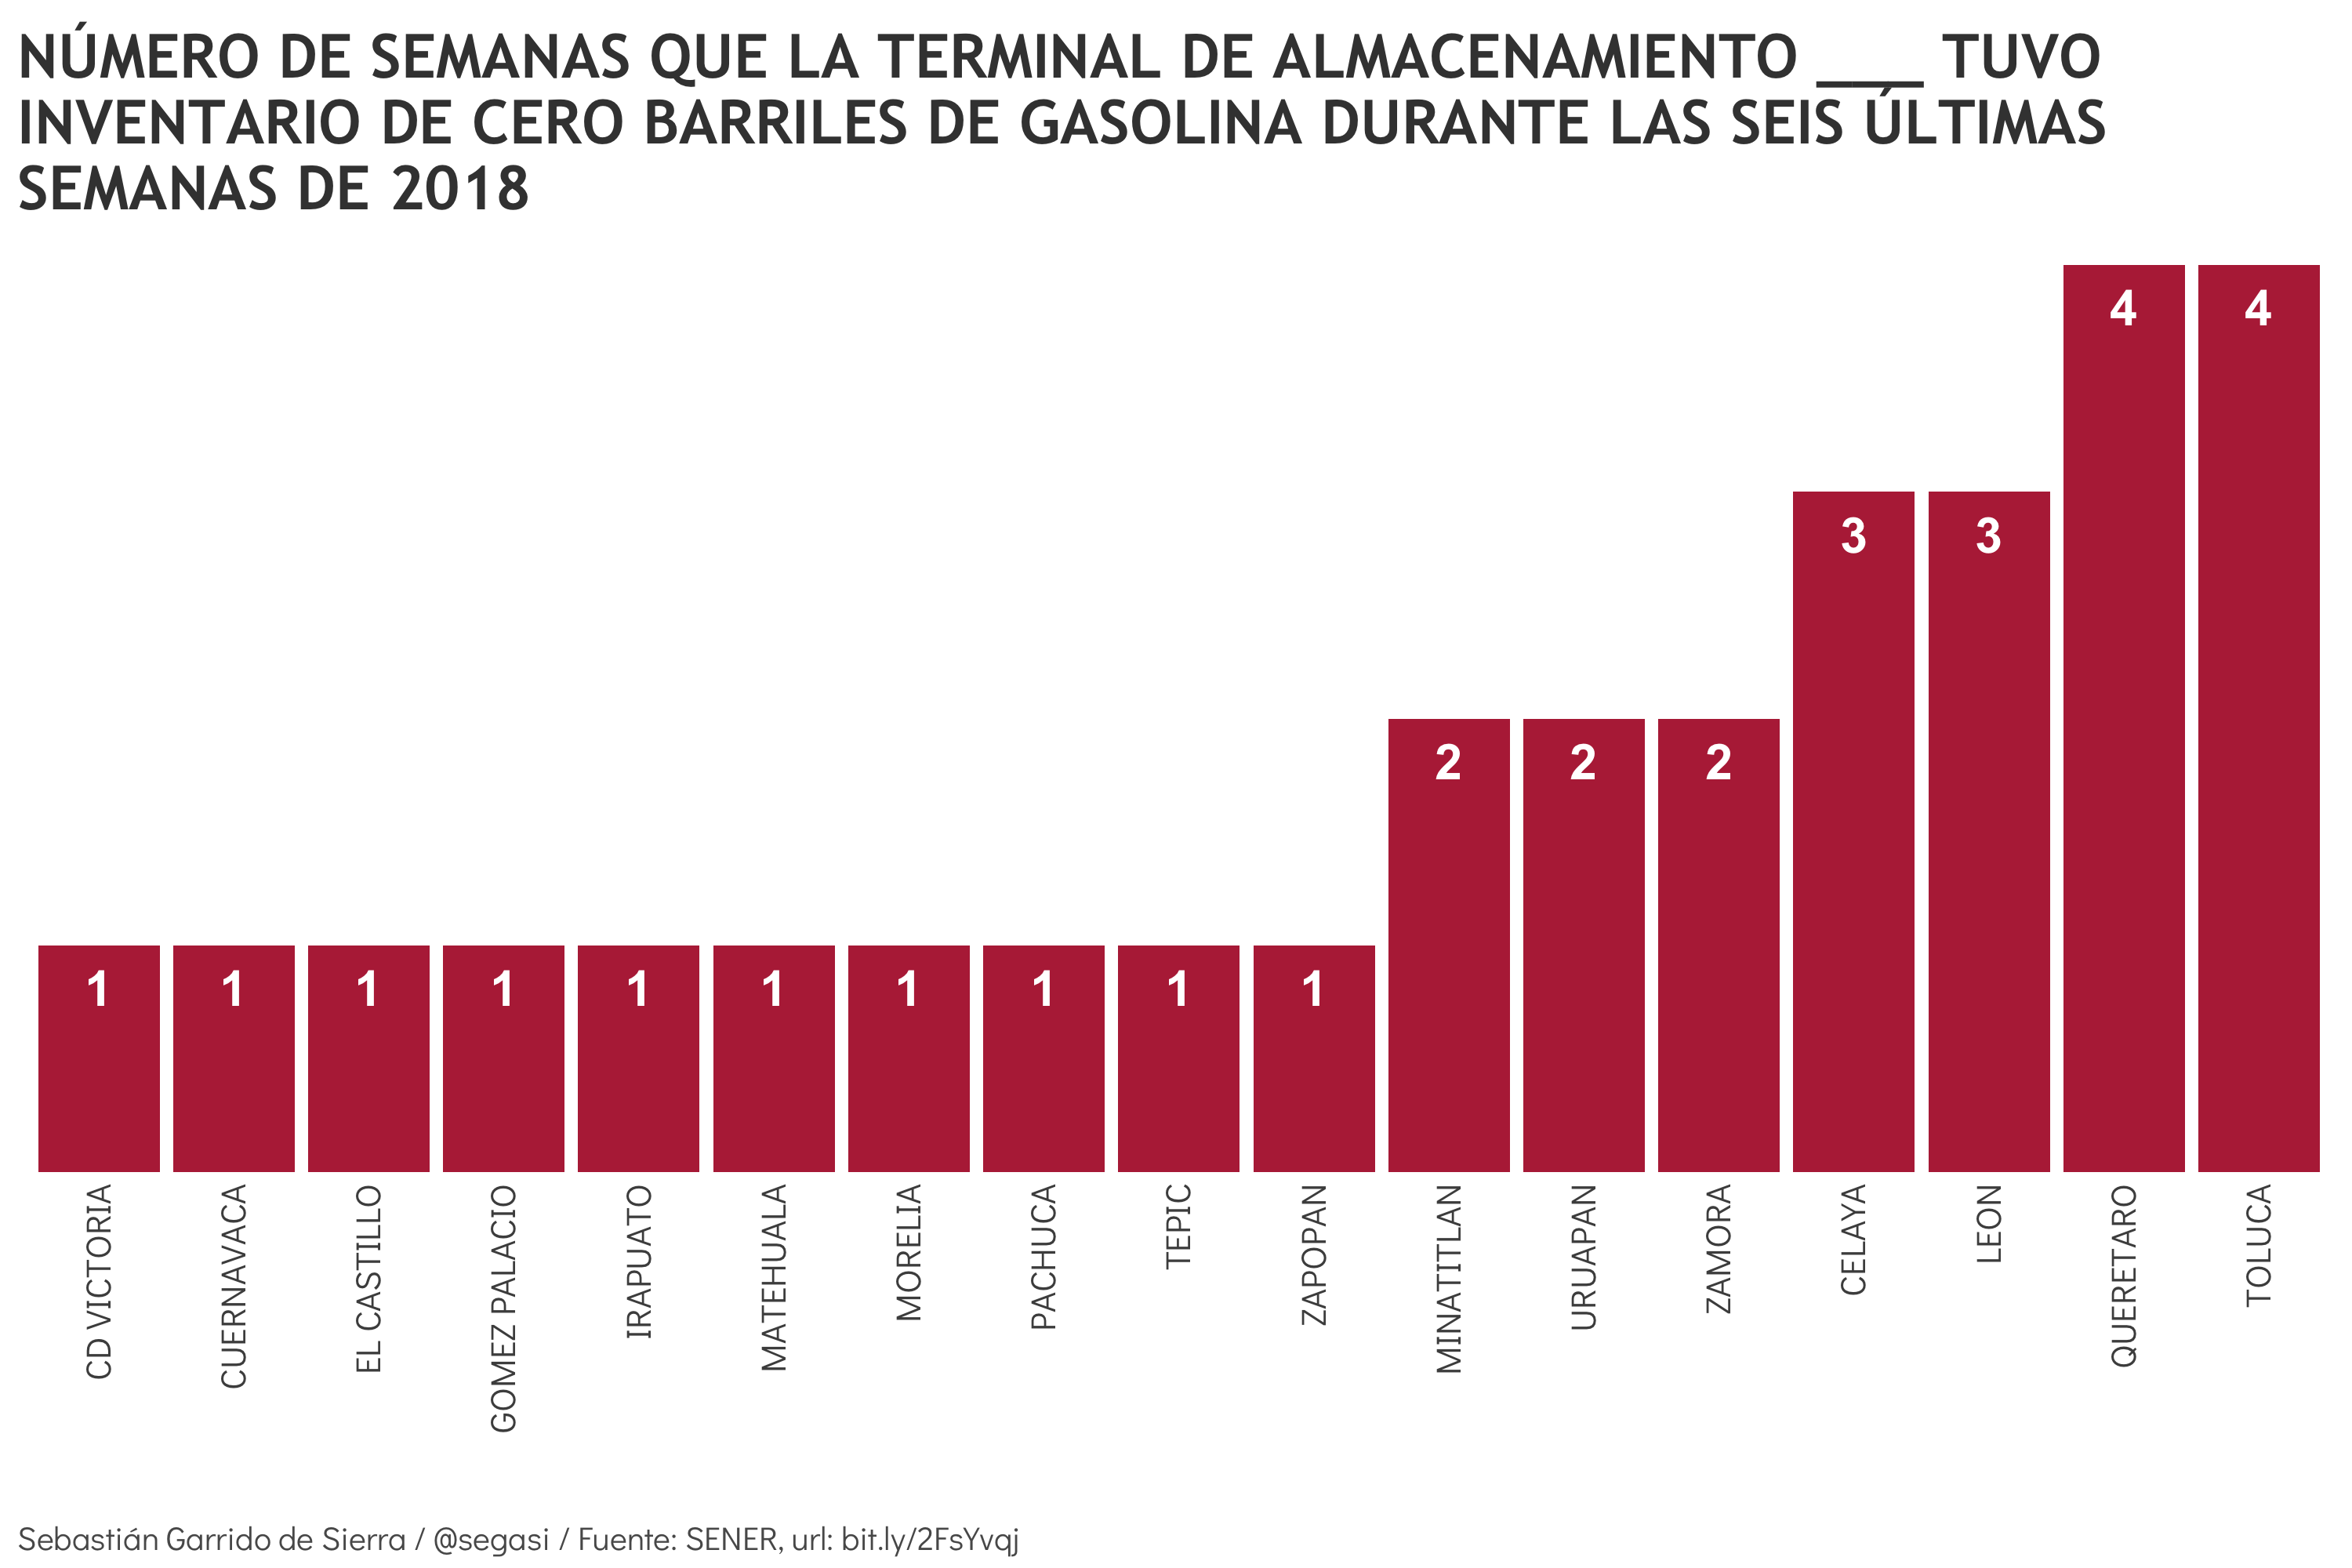 NÚMERO DE SEMANAS QUE LA TERMINAL DE ALMACENAMIENTO ____ TUVO
INVENTARIO DE CERO BARRILES DE GASOLINA DURANTE LAS SEIS ÚLTIMAS
SEMANAS DE 2018
4 4
3 3
2 2 2
1 1 1 1 1 1 1 1 1 1
CD VICTORIA
CUERNAVACA
EL CASTILLO
GOMEZ PALACIO
IRAPUATO
MATEHUALA
MORELIA
PACHUCA
TEPIC
ZAPOPAN
MINATITLAN
URUAPAN
ZAMORA
CELAYA
LEON
QUERETARO
TOLUCA
Sebastián Garrido de Sierra / @segasi / Fuente: SENER, url: bit.ly/2FsYvqj